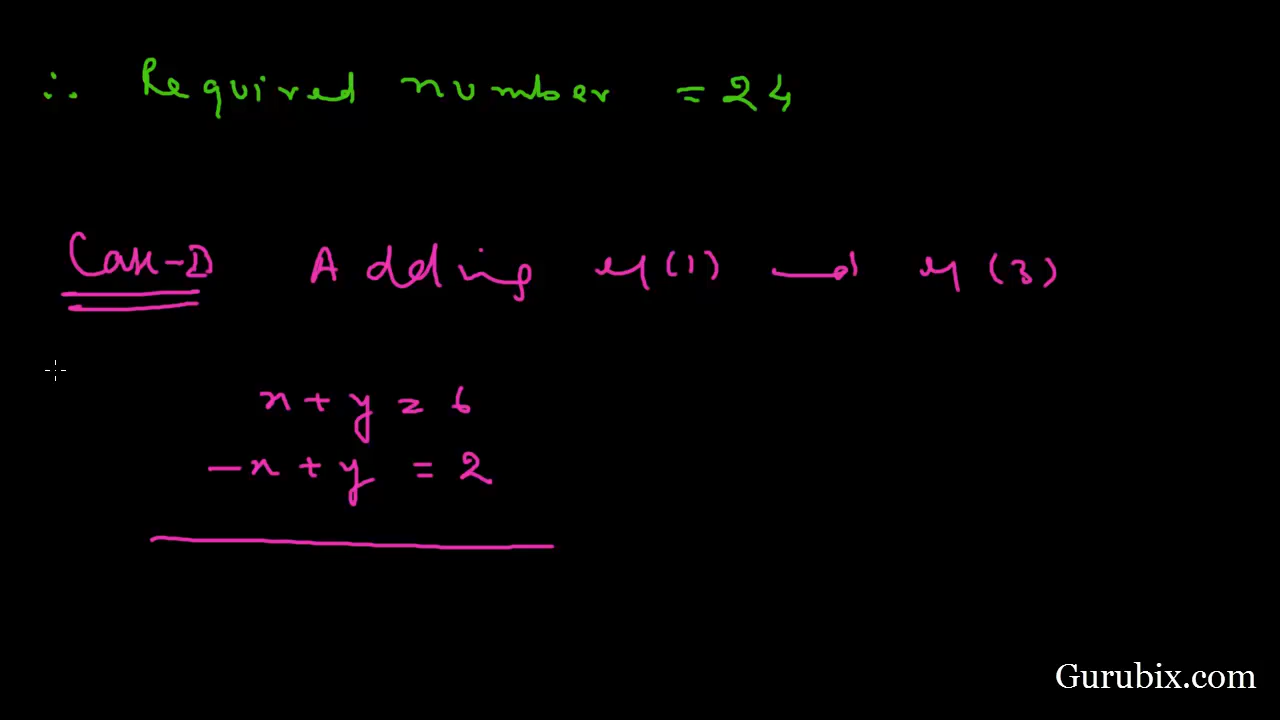 ∴ Required number = 24
Case-II Adding eq(1) and eq(3)
x + y = 6
-x + y = 2
Gurubix.com